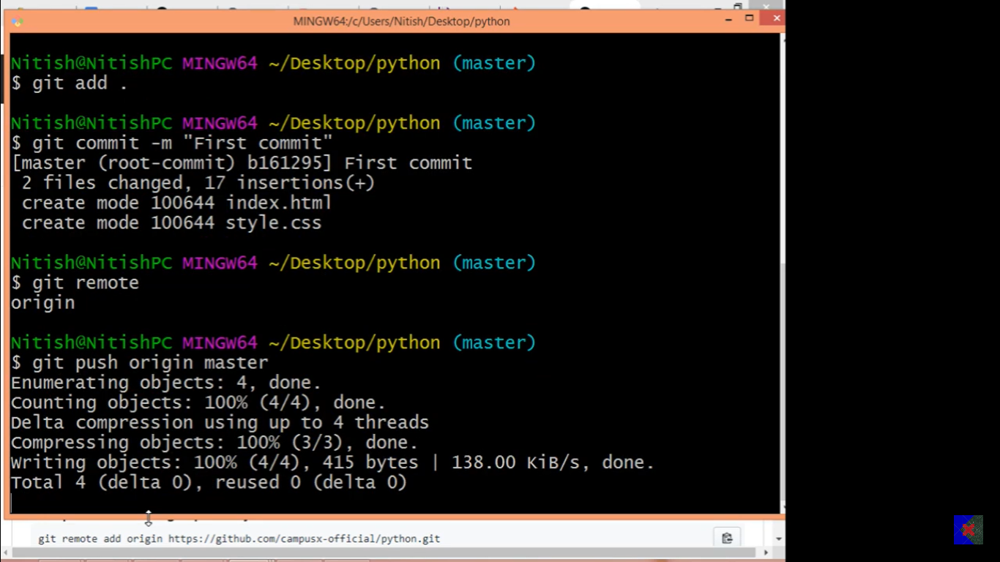 MINGW64:/c/Users/Nitish/Desktop/python
Nitish@NitishPC MINGW64 ~/Desktop/python (master)
$ git add .
Nitish@NitishPC MINGW64 ~/Desktop/python (master)
$ git commit -m "First commit"
[master (root-commit) b161295] First commit
 2 files changed, 17 insertions(+)
 create mode 100644 index.html
 create mode 100644 style.css
Nitish@NitishPC MINGW64 ~/Desktop/python (master)
$ git remote
origin
Nitish@NitishPC MINGW64 ~/Desktop/python (master)
$ git push origin master
Enumerating objects: 4, done.
Counting objects: 100% (4/4), done.
Delta compression using up to 4 threads
Compressing objects: 100% (3/3), done.
Writing objects: 100% (4/4), 415 bytes | 138.00 KiB/s, done.
Total 4 (delta 0), reused 0 (delta 0)
git remote add origin https://github.com/campusx-official/python.git